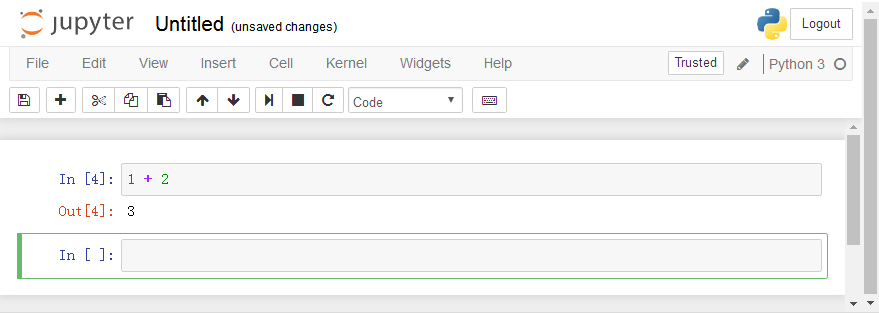 jupyter Untitled (unsaved changes) Logout
File Edit View Insert Cell Kernel Widgets Help Trusted Python 3
Code
In [4]: 1 + 2
Out[4]: 3
In [ ]: